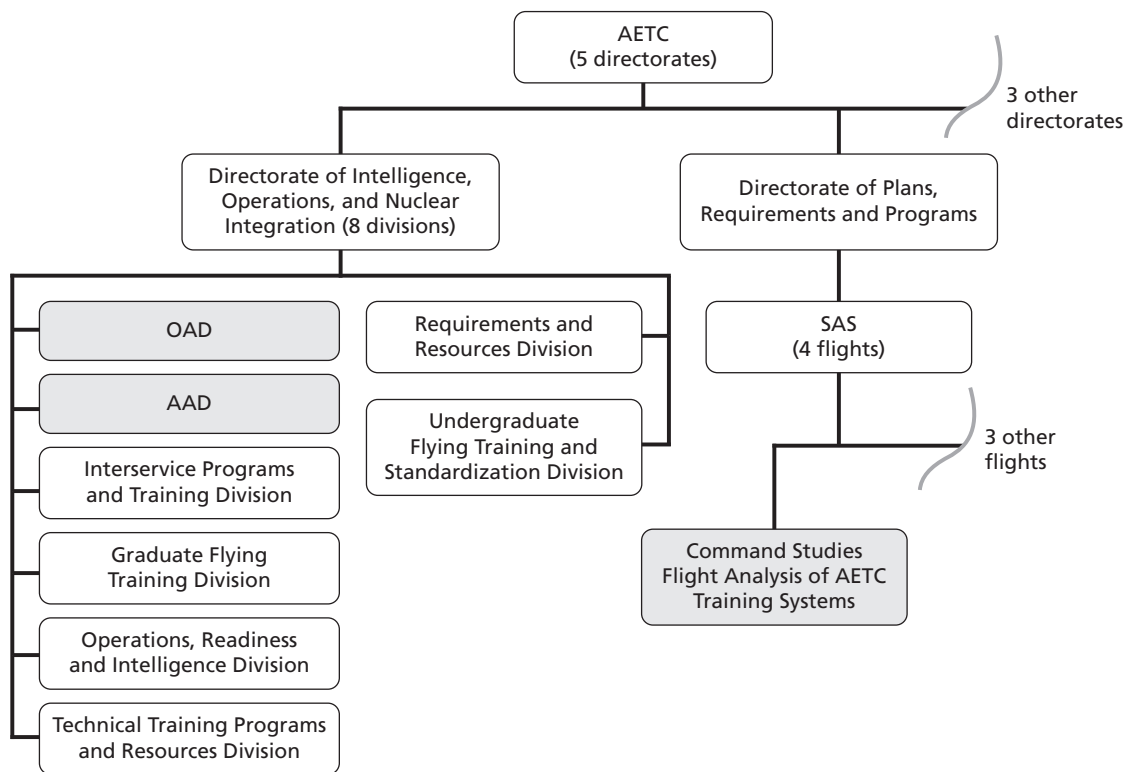 AETC
(5 directorates)
3 other
directorates
Directorate of Intelligence,
Operations, and Nuclear
Integration (8 divisions)
Directorate of Plans,
Requirements and Programs
OAD
AAD
Interservice Programs
and Training Division
Graduate Flying
Training Division
Operations, Readiness
and Intelligence Division
Technical Training Programs
and Resources Division
Requirements and
Resources Division
Undergraduate
Flying Training and
Standardization Division
SAS
(4 flights)
3 other
flights
Command Studies
Flight Analysis of AETC
Training Systems